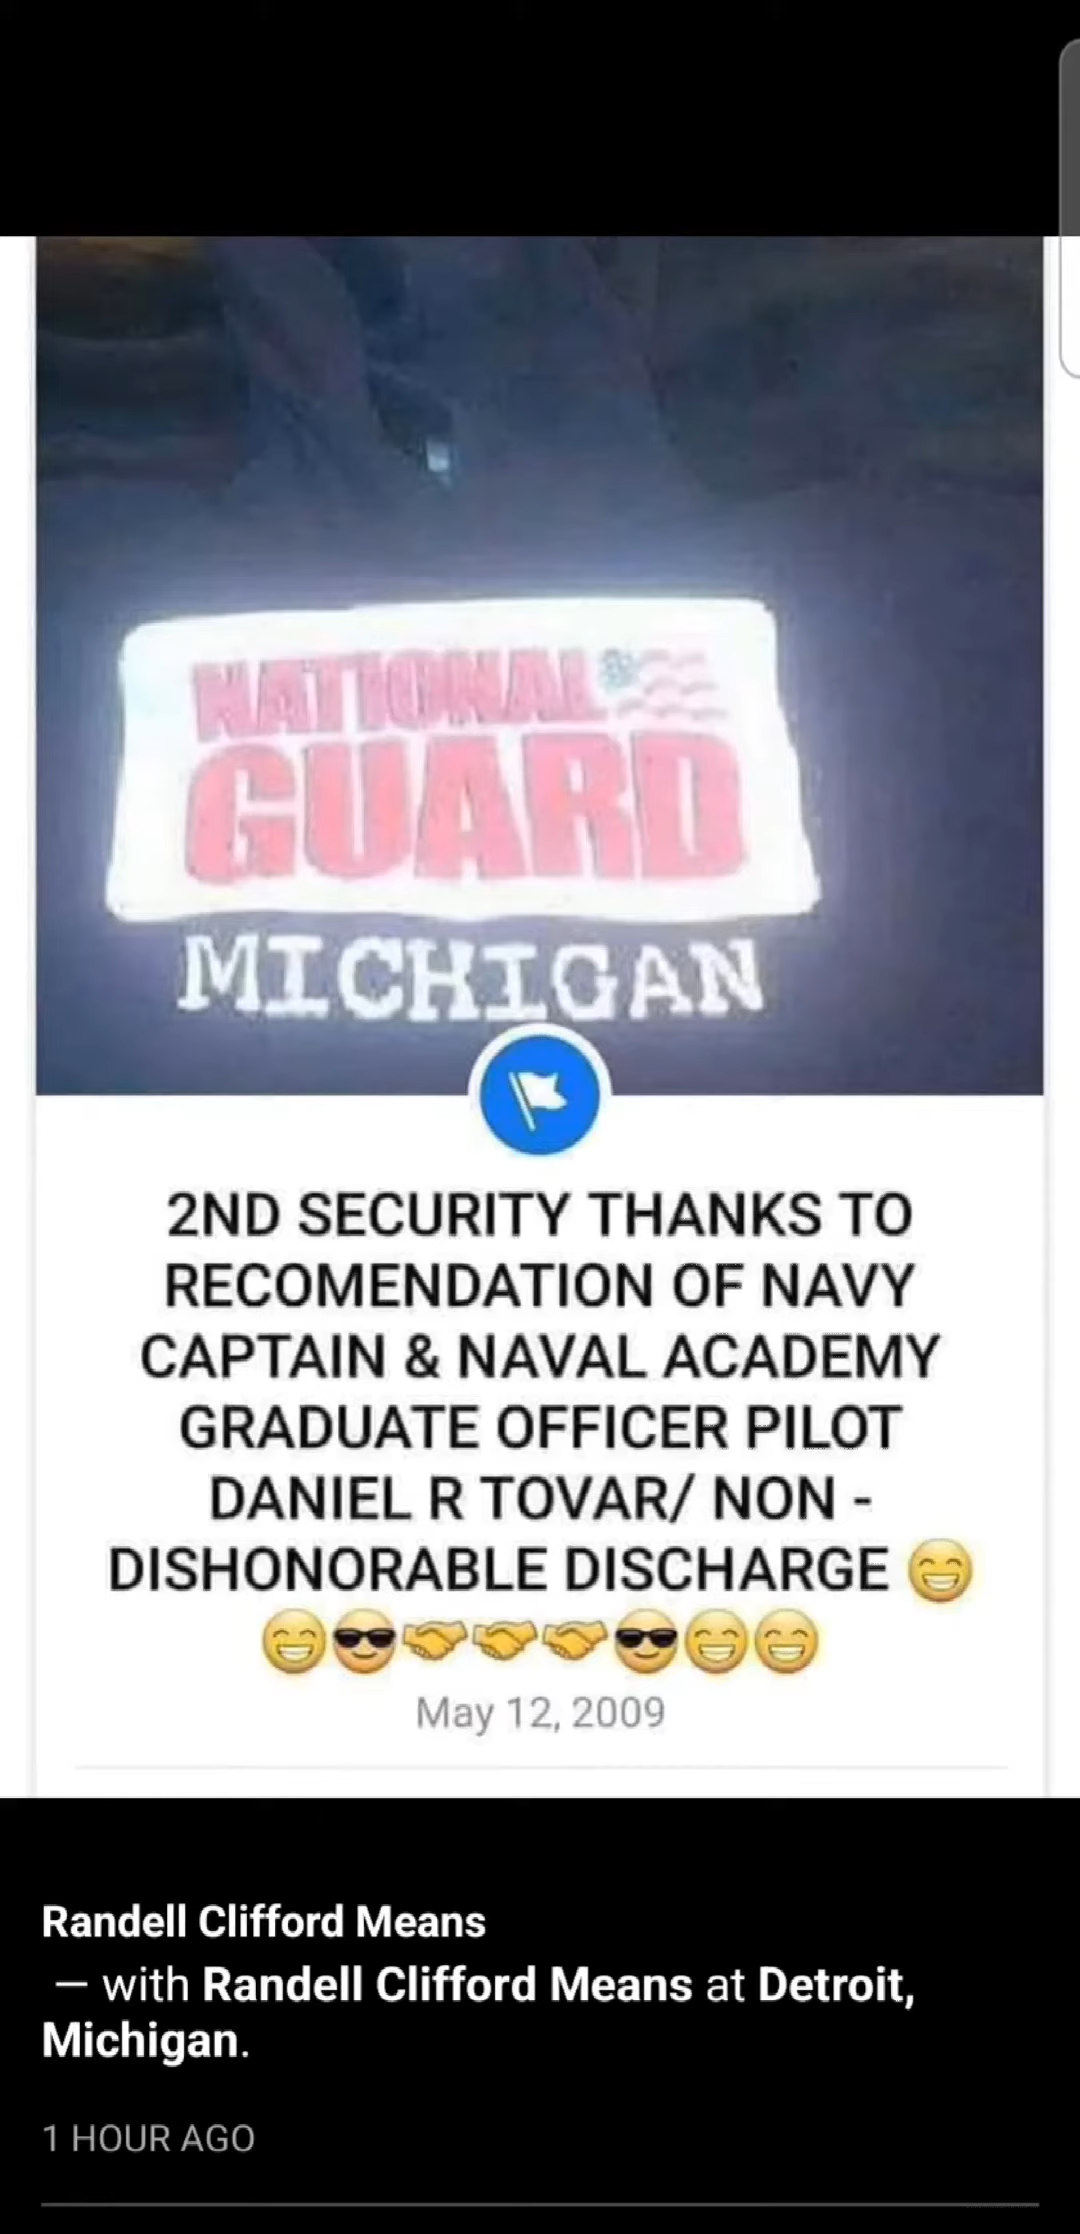 NATIONAL
GUARD
MICHIGAN
2ND SECURITY THANKS TO
RECOMENDATION OF NAVY
CAPTAIN & NAVAL ACADEMY
GRADUATE OFFICER PILOT
DANIEL R TOVAR/ NON -
DISHONORABLE DISCHARGE 😁
😁😎🤝🤝🤝😎😁😁
May 12, 2009
Randell Clifford Means
— with Randell Clifford Means at Detroit,
Michigan.
1 HOUR AGO